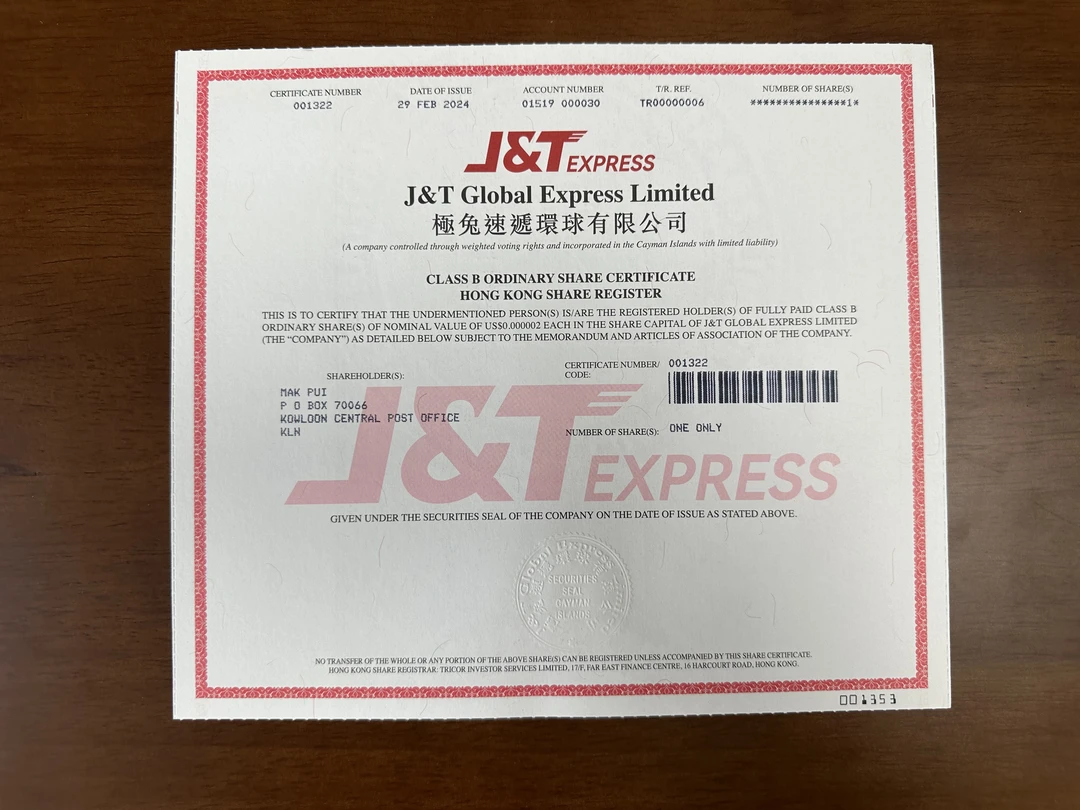 CERTIFICATE NUMBER
001322
DATE OF ISSUE
29 FEB 2024
ACCOUNT NUMBER
01519 000030
T/R. REF.
TR00000006
NUMBER OF SHARE(S)
***************1*
J&T EXPRESS
J&T Global Express Limited
極兔速遞環球有限公司
(A company controlled through weighted voting rights and incorporated in the Cayman Islands with limited liability)
CLASS B ORDINARY SHARE CERTIFICATE
HONG KONG SHARE REGISTER
THIS IS TO CERTIFY THAT THE UNDERMENTIONED PERSON(S) IS/ARE THE REGISTERED HOLDER(S) OF FULLY PAID CLASS B
ORDINARY SHARE(S) OF NOMINAL VALUE OF US$0.000002 EACH IN THE SHARE CAPITAL OF J&T GLOBAL EXPRESS LIMITED
(THE “COMPANY”) AS DETAILED BELOW SUBJECT TO THE MEMORANDUM AND ARTICLES OF ASSOCIATION OF THE COMPANY.
SHAREHOLDER(S):
MAK PUI
P O BOX 70066
KOWLOON CENTRAL POST OFFICE
KLN
CERTIFICATE NUMBER/ 001322
CODE:
NUMBER OF SHARE(S): ONE ONLY
J&T EXPRESS
GIVEN UNDER THE SECURITIES SEAL OF THE COMPANY ON THE DATE OF ISSUE AS STATED ABOVE.
Global Express
SECURITIES
SEAL
CAYMAN
ISLANDS
NO TRANSFER OF THE WHOLE OR ANY PORTION OF THE ABOVE SHARE(S) CAN BE REGISTERED UNLESS ACCOMPANIED BY THIS SHARE CERTIFICATE.
HONG KONG SHARE REGISTRAR: TRICOR INVESTOR SERVICES LIMITED, 17/F, FAR EAST FINANCE CENTRE, 16 HARCOURT ROAD, HONG KONG.
001353